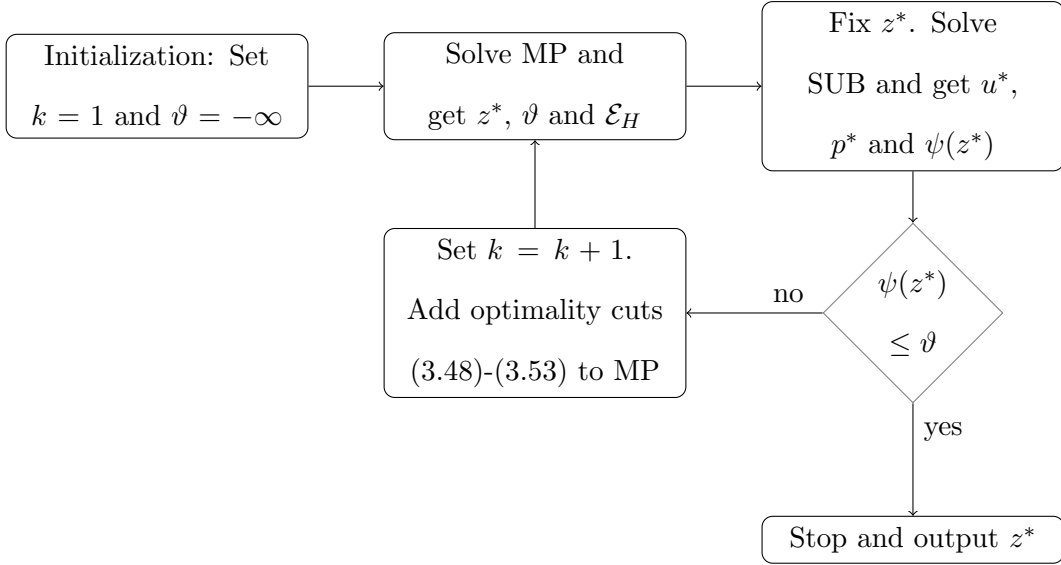 Initialization: Set
k = 1 and ϑ = −∞
Solve MP and
get z*, ϑ and ℰ_H
Fix z*. Solve
SUB and get u*,
p* and ψ(z*)
Set k = k + 1.
Add optimality cuts
(3.48)-(3.53) to MP
no
ψ(z*)
≤ ϑ
yes
Stop and output z*